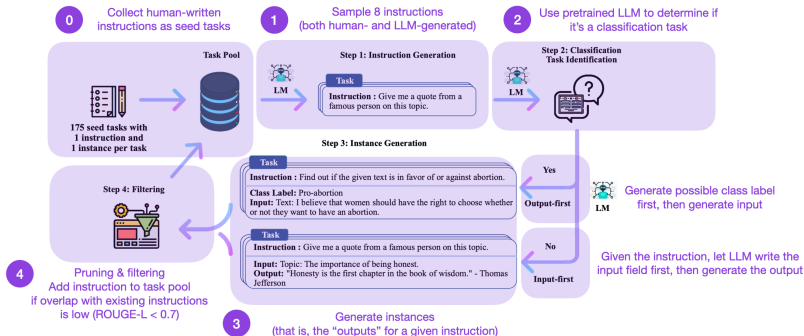 0
Collect human-written
instructions as seed tasks
1
Sample 8 instructions
(both human- and LLM-generated)
2
Use pretrained LLM to determine if
it's a classification task
175 seed tasks with
1 instruction and
1 instance per task
Task Pool
Step 1: Instruction Generation
LM
Task
Instruction : Give me a quote from a
famous person on this topic.
Step 2: Classification
Task Identification
LM
Step 3: Instance Generation
Task
Instruction : Find out if the given text is in favor of or against abortion.
Class Label: Pro-abortion
Input: Text: I believe that women should have the right to choose whether
or not they want to have an abortion.
Task
Instruction : Give me a quote from a famous person on this topic.
Input: Topic: The importance of being honest.
Output: "Honesty is the first chapter in the book of wisdom." - Thomas
Jefferson
Yes
Output-first
LM
Generate possible class label
first, then generate input
No
Input-first
Given the instruction, let LLM write the
input field first, then generate the output
Step 4: Filtering
4
Pruning & filtering
Add instruction to task pool
if overlap with existing instructions
is low (ROUGE-L < 0.7)
3
Generate instances
(that is, the “outputs” for a given instruction)